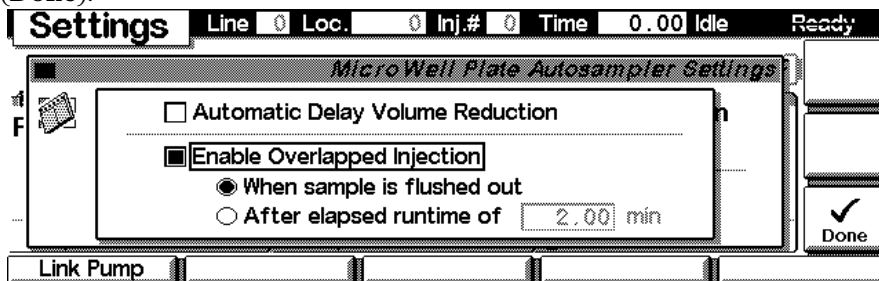 (Done).
Settings Line 0 Loc. 0 Inj.# 0 Time 0.00 Idle Ready
MicroWell Plate Autosampler Settings
F
Automatic Delay Volume Reduction
n
Enable Overlapped Injection
When sample is flushed out
After elapsed runtime of 2.00 min
Done
Link Pump